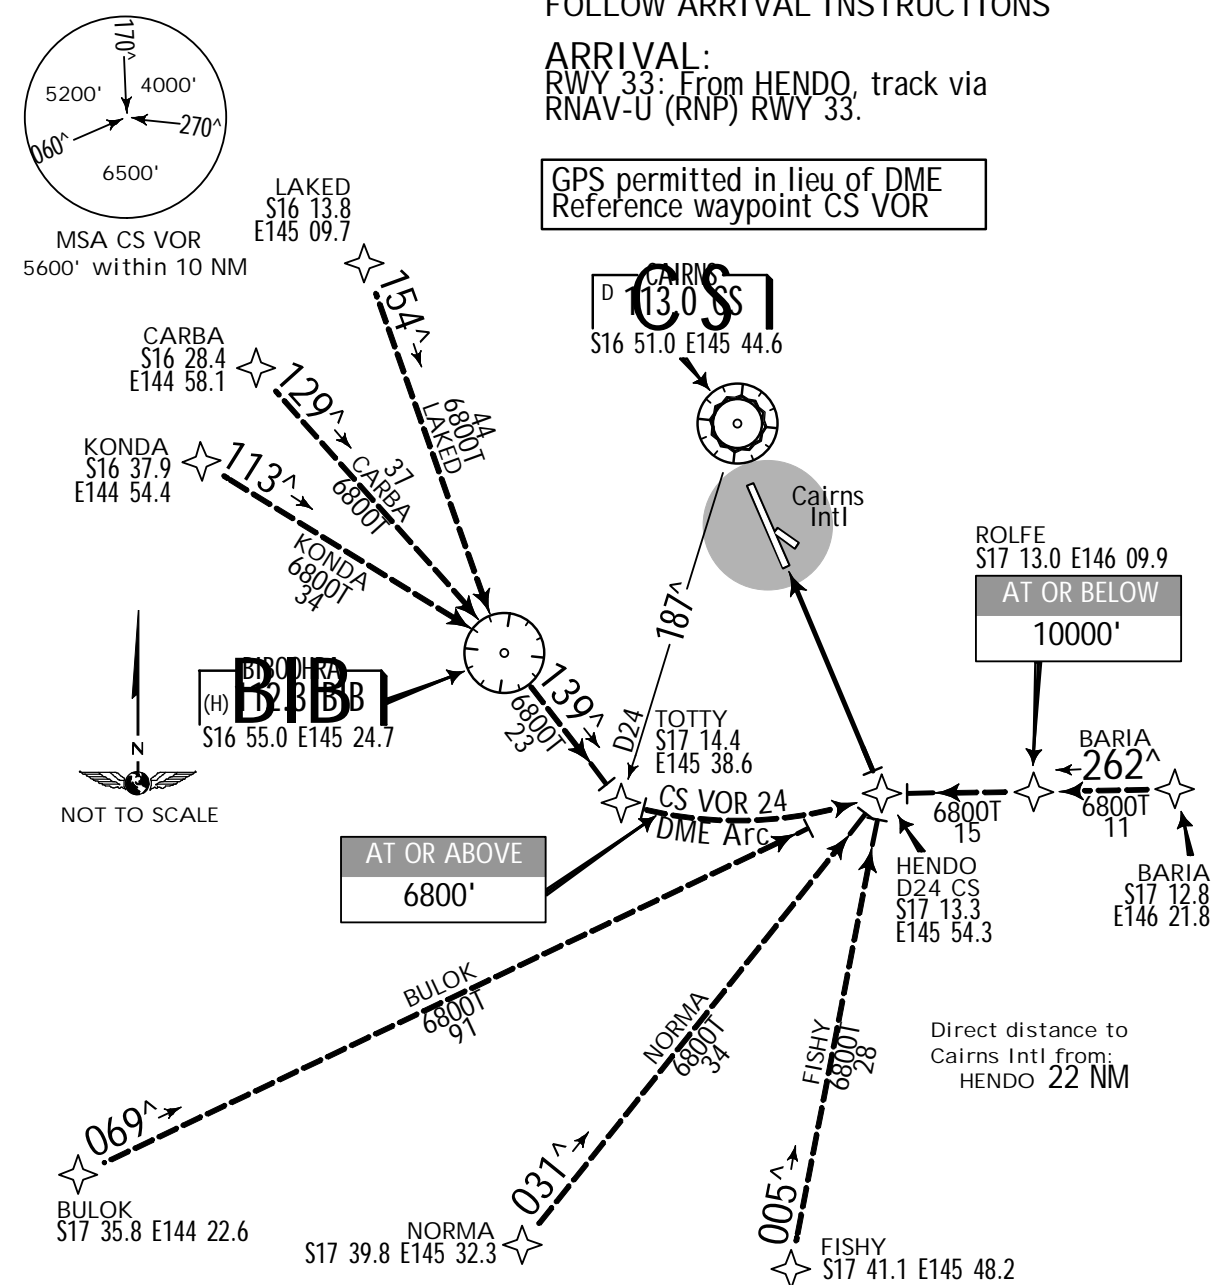 FOLLOW ARRIVAL INSTRUCTIONS
ARRIVAL:
RWY 33: From HENDO, track via
RNAV-U (RNP) RWY 33.
GPS permitted in lieu of DME
Reference waypoint CS VOR
170^
5200'
4000'
060^
270^
6500'
MSA CS VOR
5600' within 10 NM
LAKED
S16 13.8
E145 09.7
154^
44
6800T
LAKED
CARBA
S16 28.4
E144 58.1
129^
37
CARBA
6800T
KONDA
S16 37.9
E144 54.4
113^
KONDA
6800T
34
CAIRNS
D 113.0 CS
CS
S16 51.0 E145 44.6
Cairns
Intl
187^
D24
ROLFE
S17 13.0 E146 09.9
AT OR BELOW
10000'
BIBOOHRA
(H) 112.3 BIB
BIB
S16 55.0 E145 24.7
139^
6800T
23
TOTTY
S17 14.4
E145 38.6
N
NOT TO SCALE
CS VOR 24
DME Arc
AT OR ABOVE
6800'
BARIA
262^
6800T
11
6800T
15
HENDO
D24 CS
S17 13.3
E145 54.3
BARIA
S17 12.8
E146 21.8
BULOK
6800T
91
NORMA
6800T
34
FISHY
6800T
28
Direct distance to
Cairns Intl from:
HENDO 22 NM
069^
BULOK
S17 35.8 E144 22.6
031^
NORMA
S17 39.8 E145 32.3
005^
FISHY
S17 41.1 E145 48.2